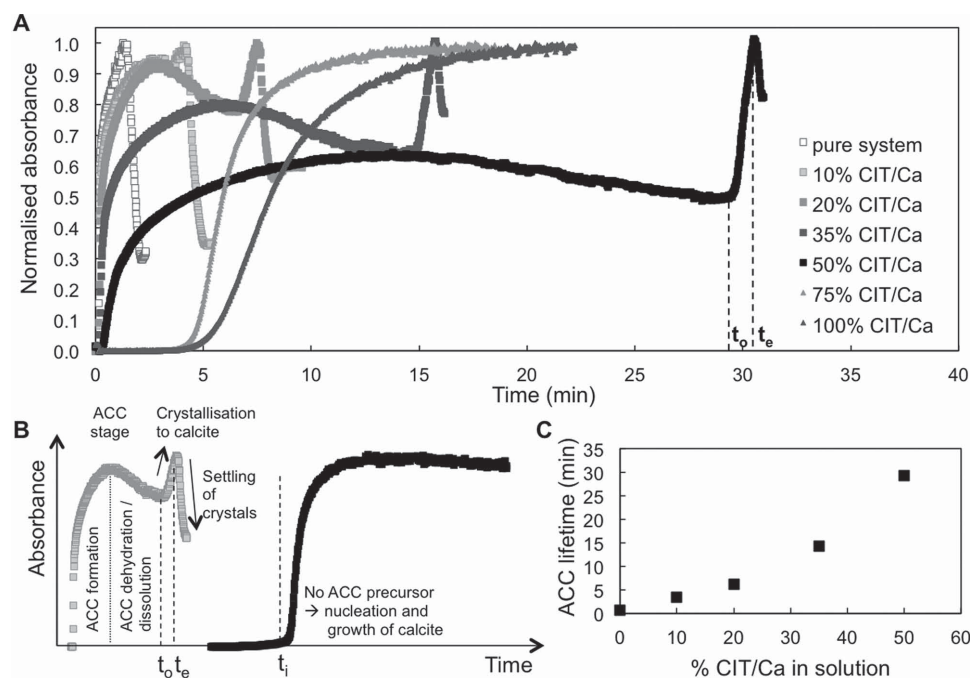 A
Normalised absorbance
1.0
0.9
0.8
0.7
0.6
0.5
0.4
0.3
0.2
0.1
0.0
0 5 10 15 20 25 30 35 40
Time (min)
pure system
10% CIT/Ca
20% CIT/Ca
35% CIT/Ca
50% CIT/Ca
75% CIT/Ca
100% CIT/Ca
to te
B
Absorbance
ACC
stage
Crystallisation
to calcite
Settling
of
crystals
ACC formation
ACC dehydration /
dissolution
No ACC precursor
→ nucleation and
growth of calcite
to te
ti
Time
C
ACC lifetime (min)
35
30
25
20
15
10
5
0
0 10 20 30 40 50 60
% CIT/Ca in solution